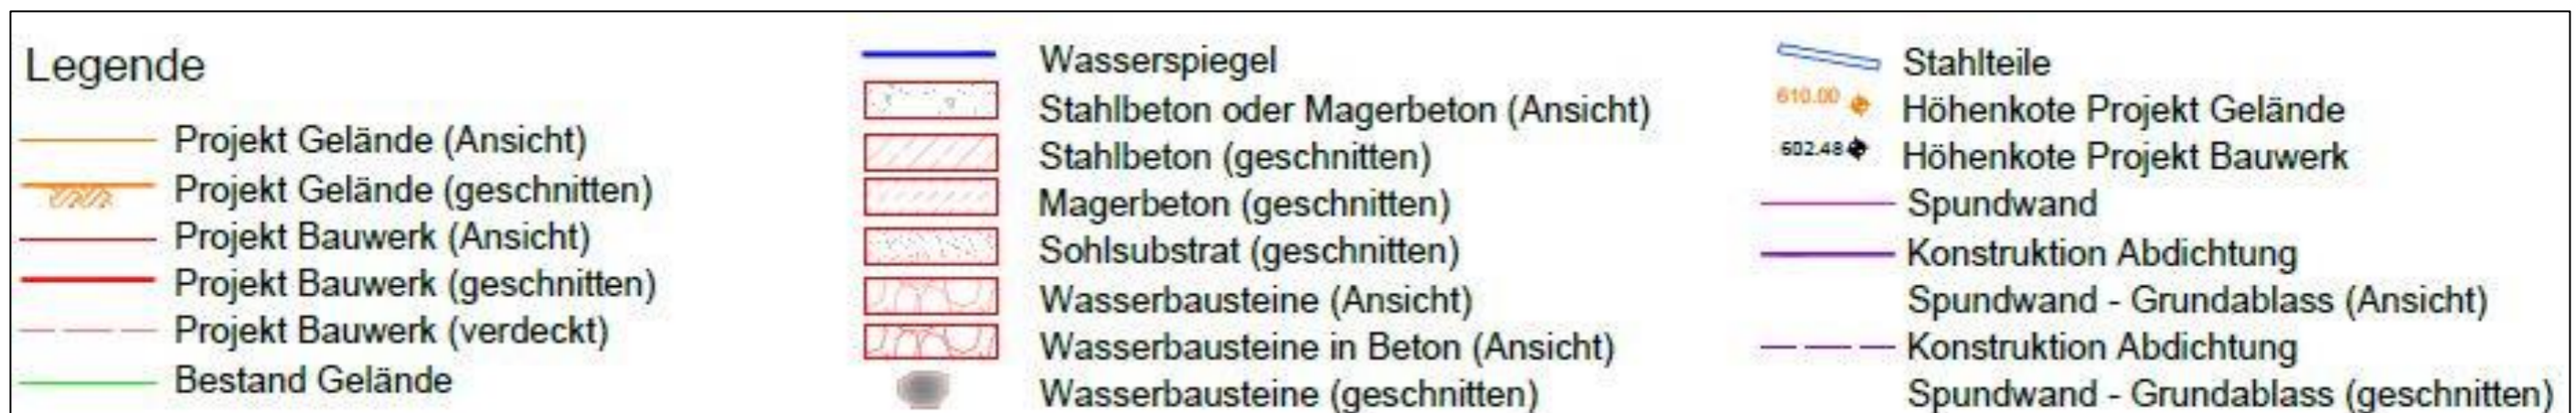 Legende
Projekt Gelände (Ansicht)
Projekt Gelände (geschnitten)
Projekt Bauwerk (Ansicht)
Projekt Bauwerk (geschnitten)
Projekt Bauwerk (verdeckt)
Bestand Gelände
Wasserspiegel
Stahlbeton oder Magerbeton (Ansicht)
Stahlbeton (geschnitten)
Magerbeton (geschnitten)
Sohlsubstrat (geschnitten)
Wasserbausteine (Ansicht)
Wasserbausteine in Beton (Ansicht)
Wasserbausteine (geschnitten)
Stahlteile
610.00 Höhenkote Projekt Gelände
602.48 Höhenkote Projekt Bauwerk
Spundwand
Konstruktion Abdichtung
Spundwand - Grundablass (Ansicht)
Konstruktion Abdichtung
Spundwand - Grundablass (geschnitten)